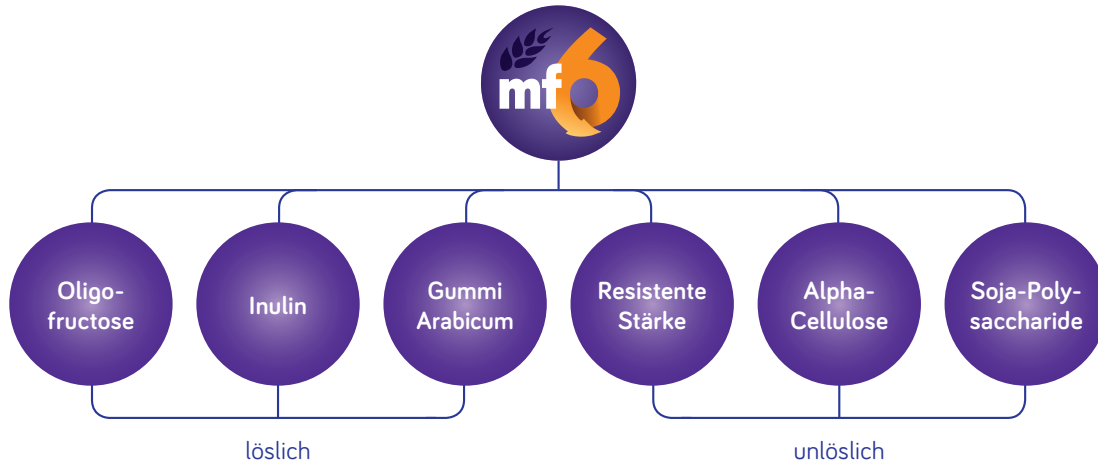 mf6
Oligo-
fructose
Inulin
Gummi
Arabicum
Resistente
Stärke
Alpha-
Cellulose
Soja-Poly-
saccharide
löslich
unlöslich